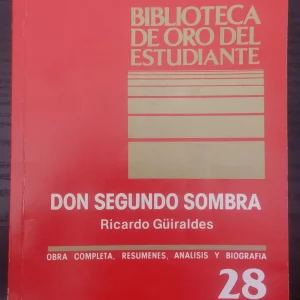 BIBLIOTECA
DE ORO DEL
ESTUDIANTE
DON SEGUNDO SOMBRA
Ricardo Güiraldes
OBRA COMPLETA, RESUMENES, ANALISIS Y BIOGRAFIA
28